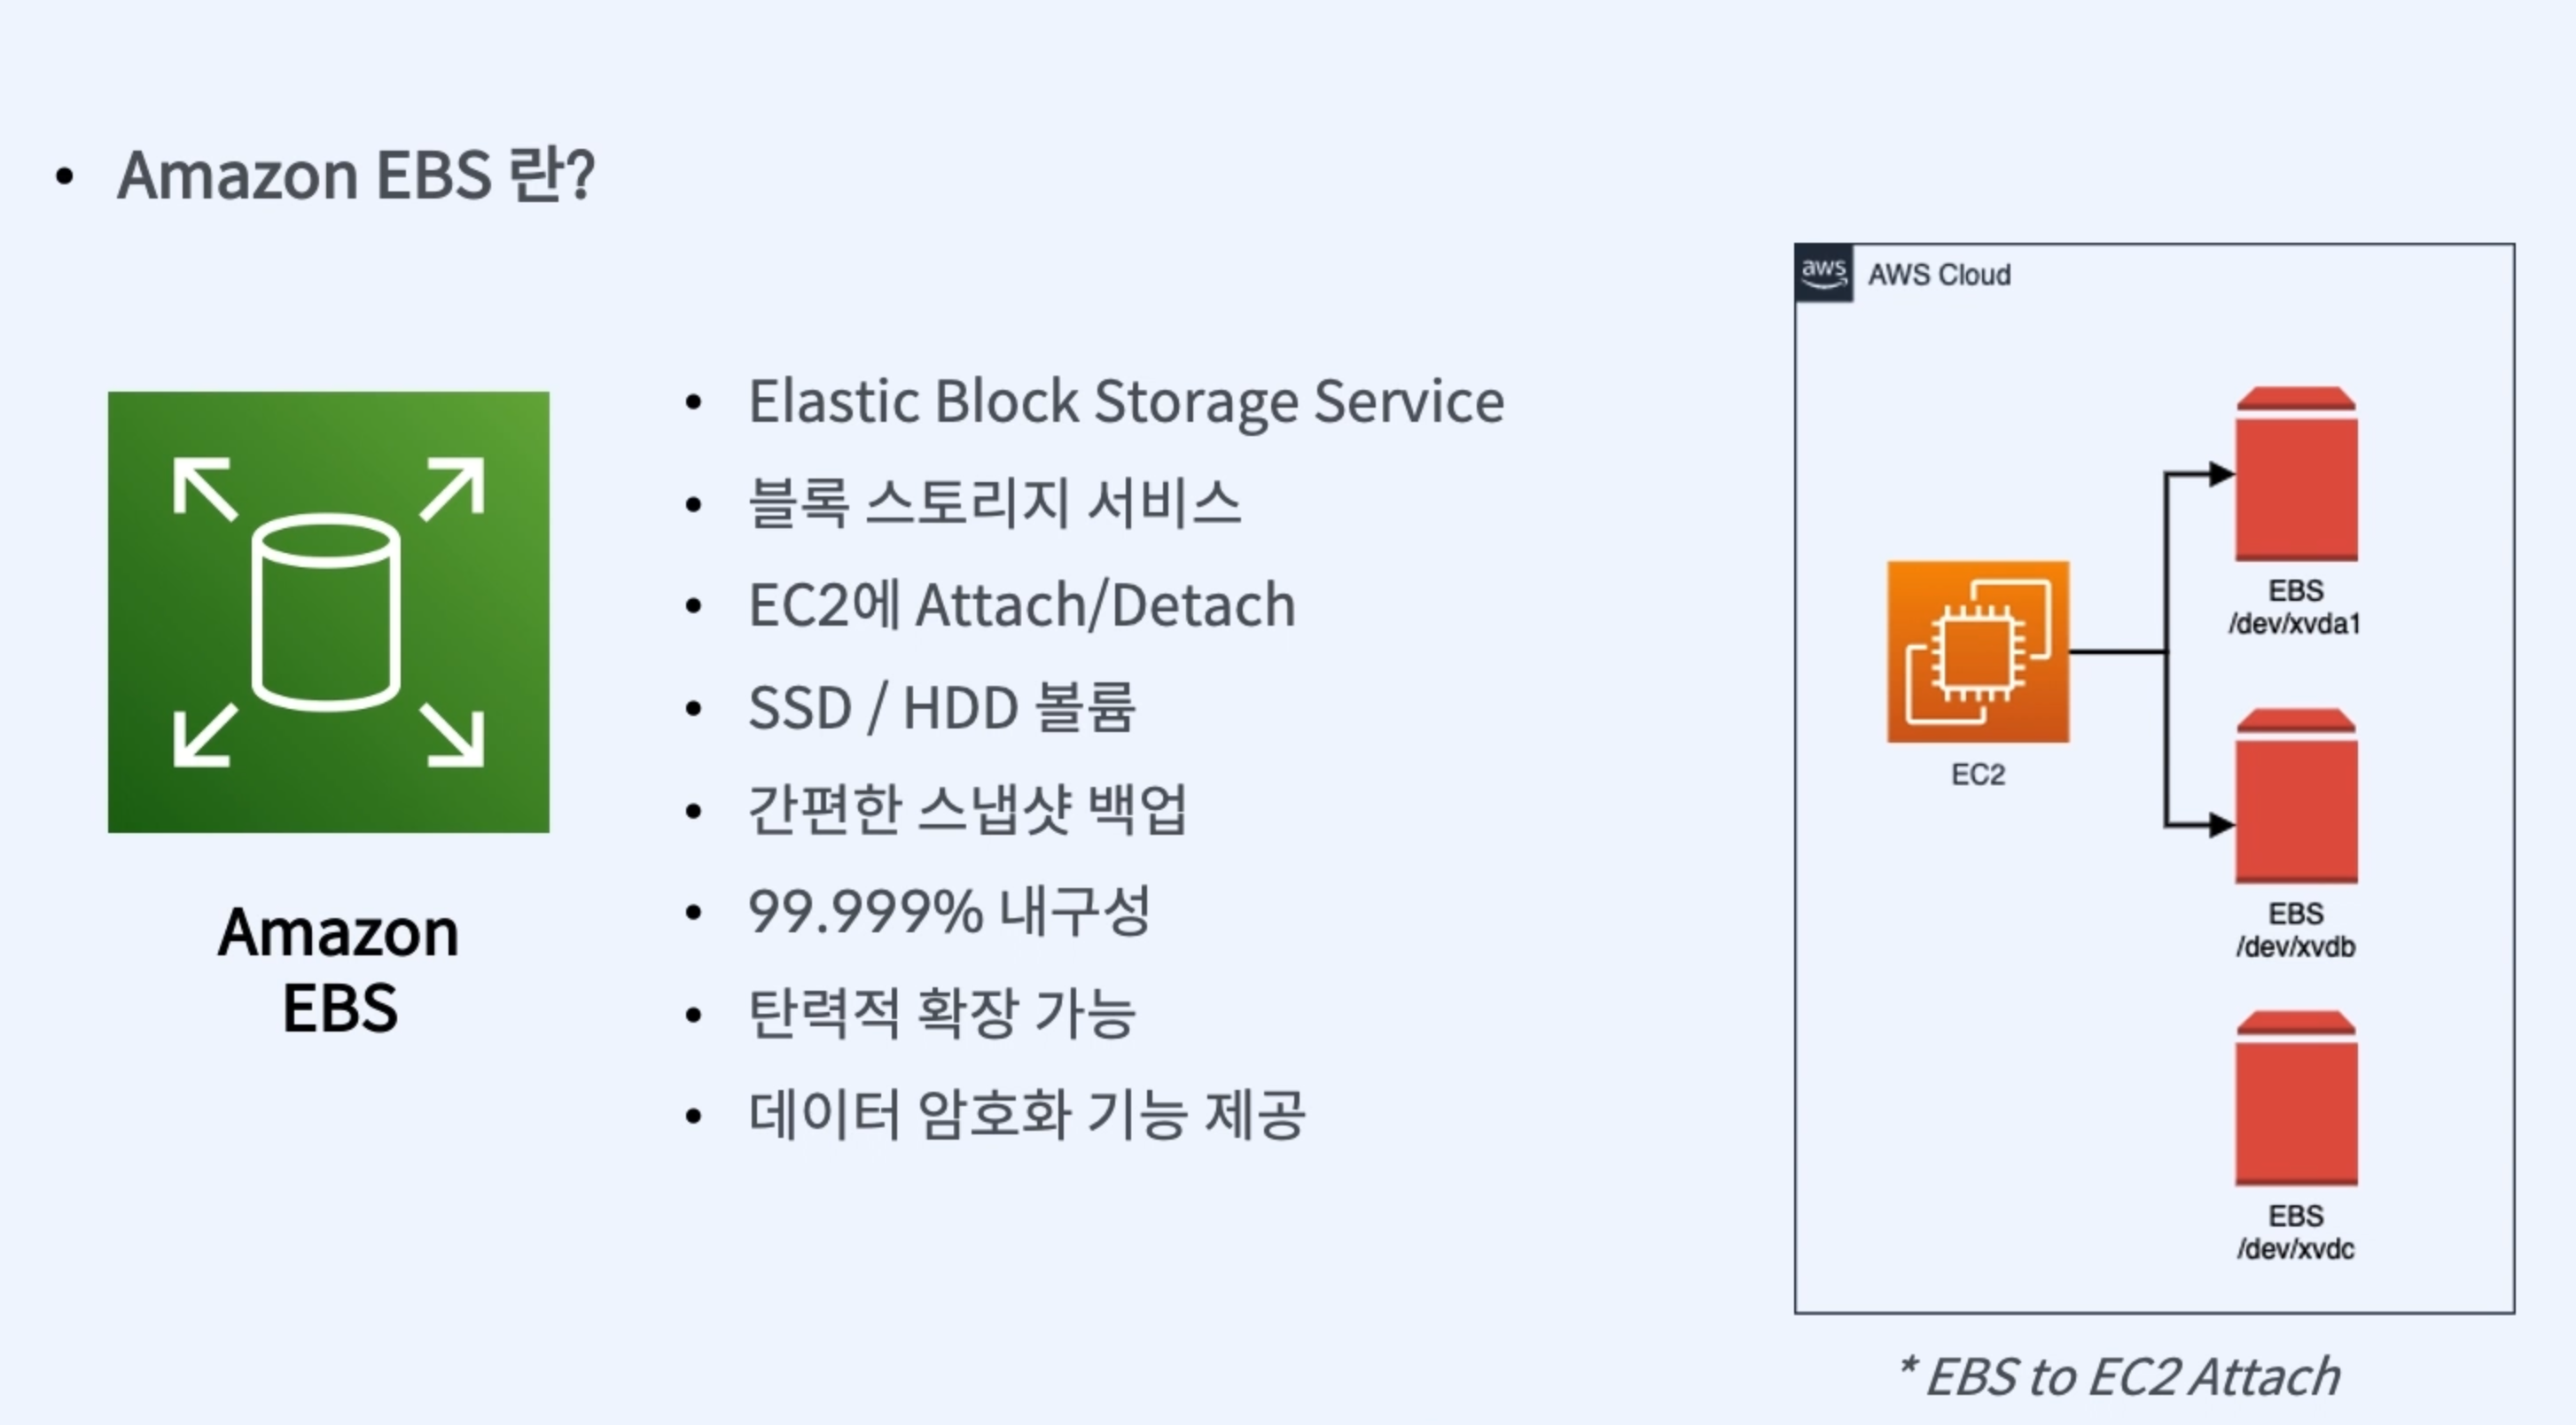 • Amazon EBS 란?
Amazon
EBS
• Elastic Block Storage Service
• 블록 스토리지 서비스
• EC2에 Attach/Detach
• SSD / HDD 볼륨
• 간편한 스냅샷 백업
• 99.999% 내구성
• 탄력적 확장 가능
• 데이터 암호화 기능 제공
aws
AWS Cloud
EC2
EBS
/dev/xvda1
EBS
/dev/xvdb
EBS
/dev/xvdc
* EBS to EC2 Attach